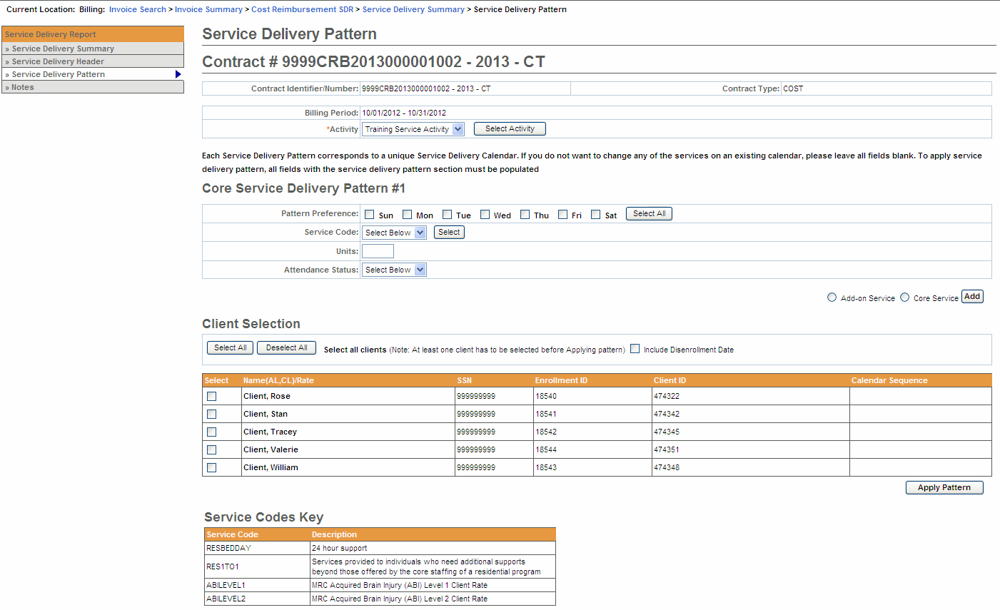 Current Location: Billing: Invoice Search > Invoice Summary > Cost Reimbursement SDR > Service Delivery Summary > Service Delivery Pattern
Service Delivery Report
» Service Delivery Summary
» Service Delivery Header
» Service Delivery Pattern
» Notes
Service Delivery Pattern
Contract # 9999CRB2013000001002 - 2013 - CT
Contract Identifier/Number: 9999CRB2013000001002 - 2013 - CT Contract Type: COST
Billing Period: 10/01/2012 - 10/31/2012
*Activity Training Service Activity Select Activity
Each Service Delivery Pattern corresponds to a unique Service Delivery Calendar. If you do not want to change any of the services on an existing calendar, please leave all fields blank. To apply service
delivery pattern, all fields with the service delivery pattern section must be populated
Core Service Delivery Pattern #1
Pattern Preference: Sun Mon Tue Wed Thu Fri Sat Select All
Service Code: Select Below Select
Units:
Attendance Status: Select Below
Add-on Service Core Service Add
Client Selection
Select All Deselect All Select all clients (Note: At least one client has to be selected before Applying pattern) Include Disenrollment Date
Select Name(AL,CL)/Rate SSN Enrollment ID Client ID Calendar Sequence
Client, Rose 999999999 18540 474322
Client, Stan 999999999 18541 474342
Client, Tracey 999999999 18542 474345
Client, Valerie 999999999 18544 474351
Client, William 999999999 18543 474348
Apply Pattern
Service Codes Key
Service Code Description
RESBEDDAY 24 hour support
RES1TO1 Services provided to individuals who need additional supports
beyond those offered by the core staffing of a residential program
ABILEVEL1 MRC Acquired Brain Injury (ABI) Level 1 Client Rate
ABILEVEL2 MRC Acquired Brain Injury (ABI) Level 2 Client Rate